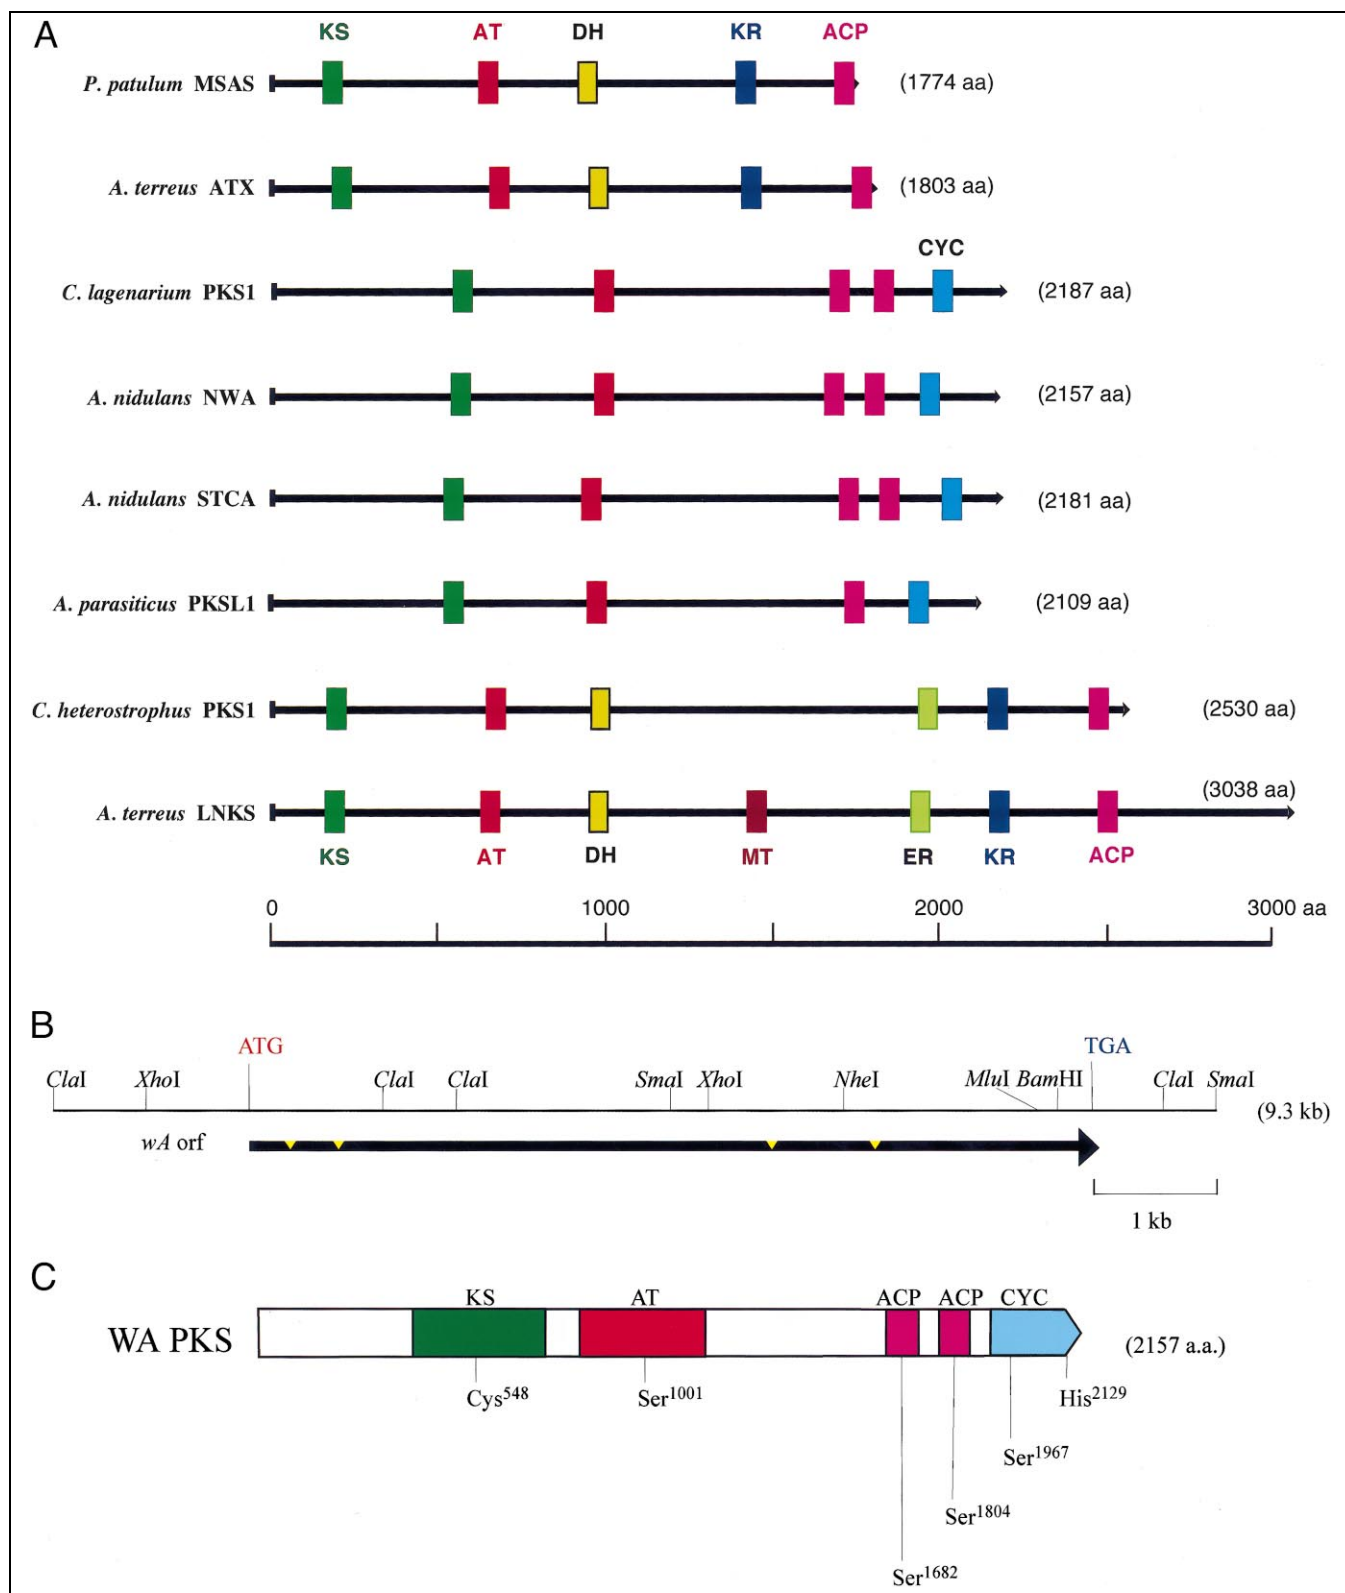 A
KS AT DH KR ACP
P. patulum MSAS (1774 aa)
A. terreus ATX (1803 aa)
CYC
C. lagenarium PKS1 (2187 aa)
A. nidulans NWA (2157 aa)
A. nidulans STCA (2181 aa)
A. parasiticus PKSL1 (2109 aa)
C. heterostrophus PKS1 (2530 aa)
A. terreus LNKS (3038 aa)
KS AT DH MT ER KR ACP
0 1000 2000 3000 aa
B
ATG TGA
ClaI XhoI ClaI ClaI SmaI XhoI NheI MluI BamHI ClaI SmaI
(9.3 kb)
wA orf
1 kb
C
KS AT ACP ACP CYC
WA PKS (2157 a.a.)
Cys548 Ser1001 His2129
Ser1967
Ser1804
Ser1682